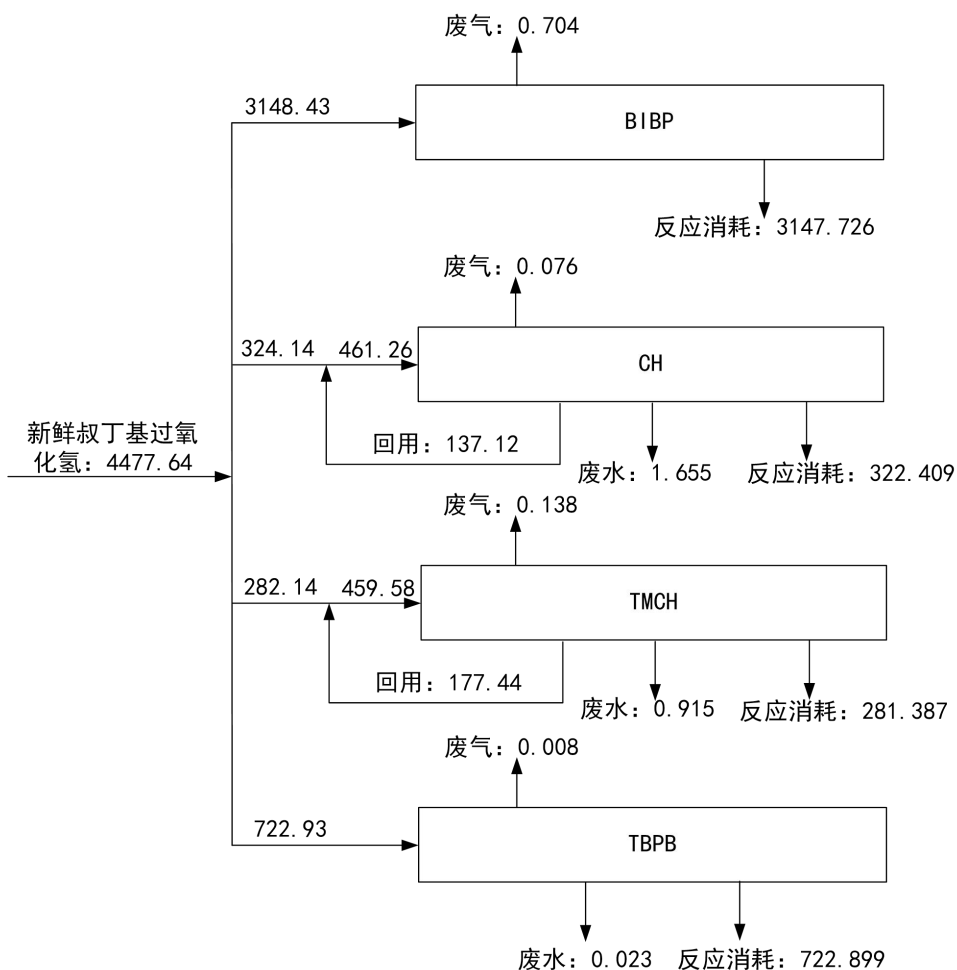 废气：0.704
3148.43
BIBP
反应消耗：3147.726
废气：0.076
324.14
461.26
CH
回用：137.12
废水：1.655
反应消耗：322.409
新鲜叔丁基过氧
化氢：4477.64
废气：0.138
282.14
459.58
TMCH
回用：177.44
废水：0.915
反应消耗：281.387
废气：0.008
722.93
TBPB
废水：0.023
反应消耗：722.899